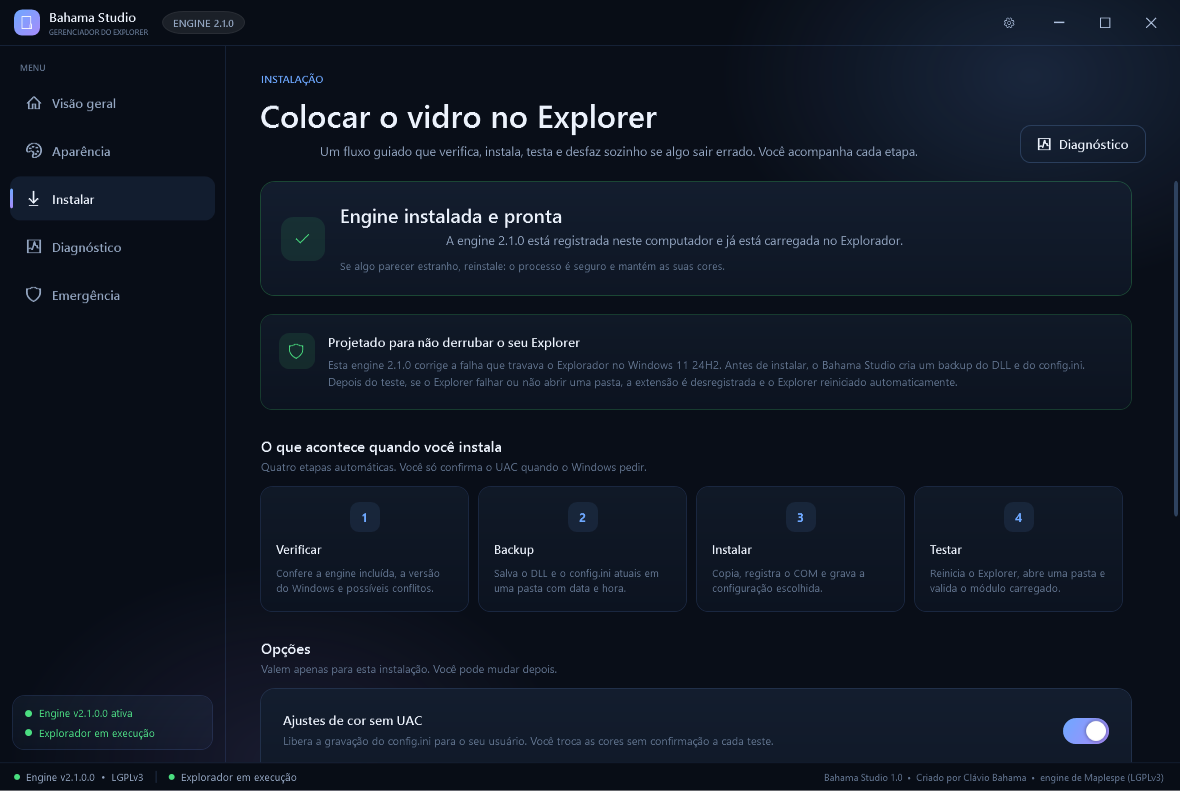 Bahama Studio
GERENCIADOR DO EXPLORER
ENGINE 2.1.0
MENU
Visão geral
Aparência
Instalar
Diagnóstico
Emergência
Engine v2.1.0.0 ativa
Explorador em execução
INSTALAÇÃO
Colocar o vidro no Explorer
Um fluxo guiado que verifica, instala, testa e desfaz sozinho se algo sair errado. Você acompanha cada etapa.
Diagnóstico
Engine instalada e pronta
A engine 2.1.0 está registrada neste computador e já está carregada no Explorador.
Se algo parecer estranho, reinstale: o processo é seguro e mantém as suas cores.
Projetado para não derrubar o seu Explorer
Esta engine 2.1.0 corrige a falha que travava o Explorador no Windows 11 24H2. Antes de instalar, o Bahama Studio cria um backup do DLL e do config.ini.
Depois do teste, se o Explorer falhar ou não abrir uma pasta, a extensão é desregistrada e o Explorer reiniciado automaticamente.
O que acontece quando você instala
Quatro etapas automáticas. Você só confirma o UAC quando o Windows pedir.
1
Verificar
Confere a engine incluída, a versão
do Windows e possíveis conflitos.
2
Backup
Salva o DLL e o config.ini atuais em
uma pasta com data e hora.
3
Instalar
Copia, registra o COM e grava a
configuração escolhida.
4
Testar
Reinicia o Explorer, abre uma pasta e
valida o módulo carregado.
Opções
Valem apenas para esta instalação. Você pode mudar depois.
Ajustes de cor sem UAC
Libera a gravação do config.ini para o seu usuário. Você troca as cores sem confirmação a cada teste.
Engine v2.1.0.0 • LGPLv3
Explorador em execução
Bahama Studio 1.0 • Criado por Clávio Bahama • engine de Maplespe (LGPLv3)